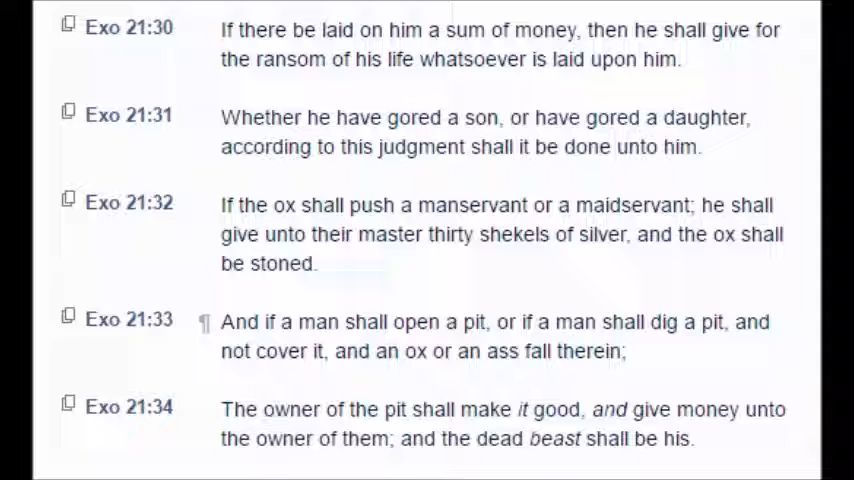 Exo 21:30 If there be laid on him a sum of money, then he shall give for
the ransom of his life whatsoever is laid upon him.
Exo 21:31 Whether he have gored a son, or have gored a daughter,
according to this judgment shall it be done unto him.
Exo 21:32 If the ox shall push a manservant or a maidservant; he shall
give unto their master thirty shekels of silver, and the ox shall
be stoned.
Exo 21:33 ¶ And if a man shall open a pit, or if a man shall dig a pit, and
not cover it, and an ox or an ass fall therein;
Exo 21:34 The owner of the pit shall make it good, and give money unto
the owner of them; and the dead beast shall be his.